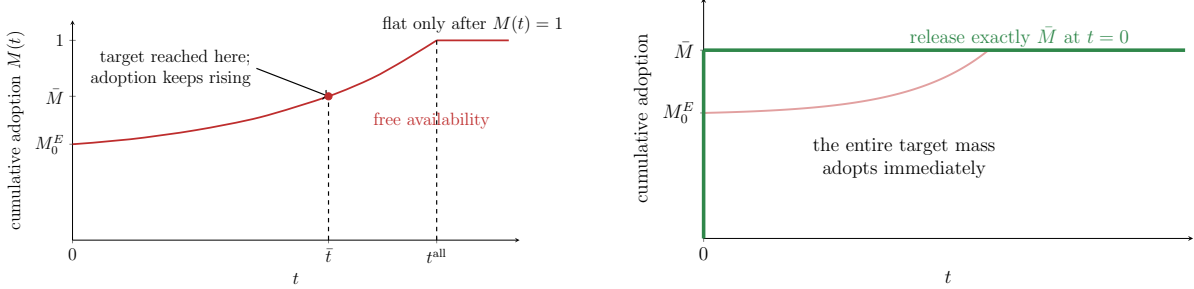 flat only after M(t) = 1
cumulative adoption M(t)
1
target reached here;
adoption keeps rising
M̄
free availability
M₀ᴱ
0
t̄
tᵃˡˡ
t
cumulative adoption
release exactly M̄ at t = 0
M̄
M₀ᴱ
the entire target mass
adopts immediately
0
t